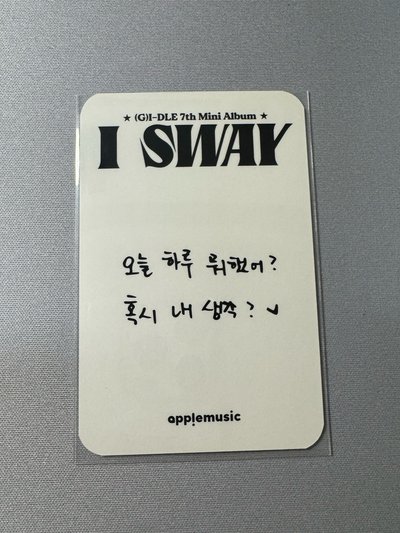 ★ (G)I-DLE 7th Mini Album ★
I SWAY
오늘 하루 뭐했어?
혹시 내 생각?
applemusic